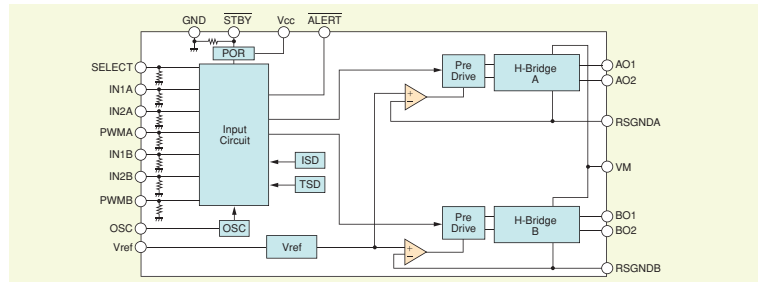 GND
STBY
Vcc
ALERT
POR
SELECT
IN1A
IN2A
PWMA
IN1B
IN2B
PWMB
OSC
Vref
Input
Circuit
ISD
TSD
OSC
Vref
+
−
Pre
Drive
H-Bridge
A
AO1
AO2
RSGNDA
VM
+
−
Pre
Drive
H-Bridge
B
BO1
BO2
RSGNDB